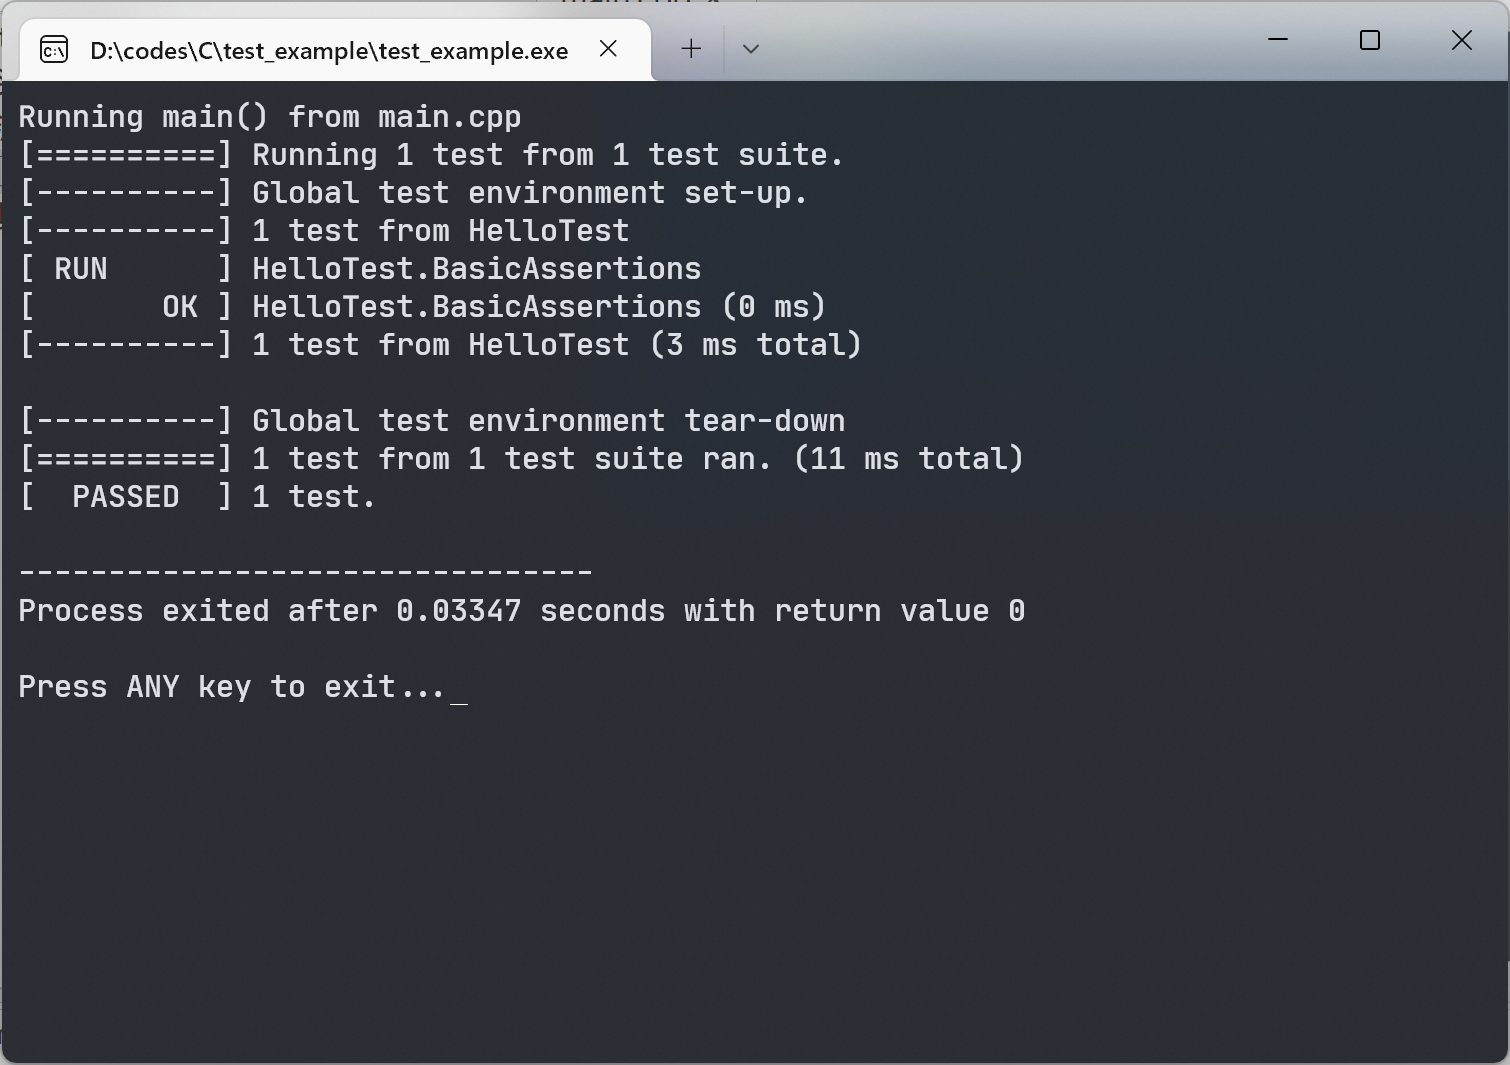 D:\codes\C\test_example\test_example.exe
Running main() from main.cpp
[==========] Running 1 test from 1 test suite.
[----------] Global test environment set-up.
[----------] 1 test from HelloTest
[ RUN      ] HelloTest.BasicAssertions
[       OK ] HelloTest.BasicAssertions (0 ms)
[----------] 1 test from HelloTest (3 ms total)
[----------] Global test environment tear-down
[==========] 1 test from 1 test suite ran. (11 ms total)
[  PASSED  ] 1 test.
--------------------------------
Process exited after 0.03347 seconds with return value 0
Press ANY key to exit..._